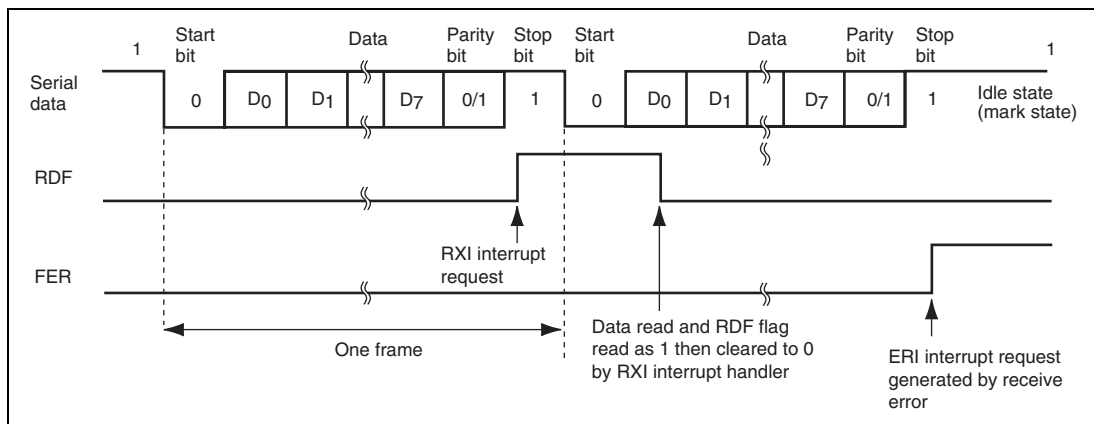 1
Start bit
Data
Parity bit
Stop bit
Start bit
Data
Parity bit
Stop bit
1
Serial data
0
D0
D1
D7
0/1
1
0
D0
D1
D7
0/1
1
Idle state
(mark state)
RDF
RXI interrupt
request
FER
Data read and RDF flag
read as 1 then cleared to 0
by RXI interrupt handler
One frame
ERI interrupt request
generated by receive
error